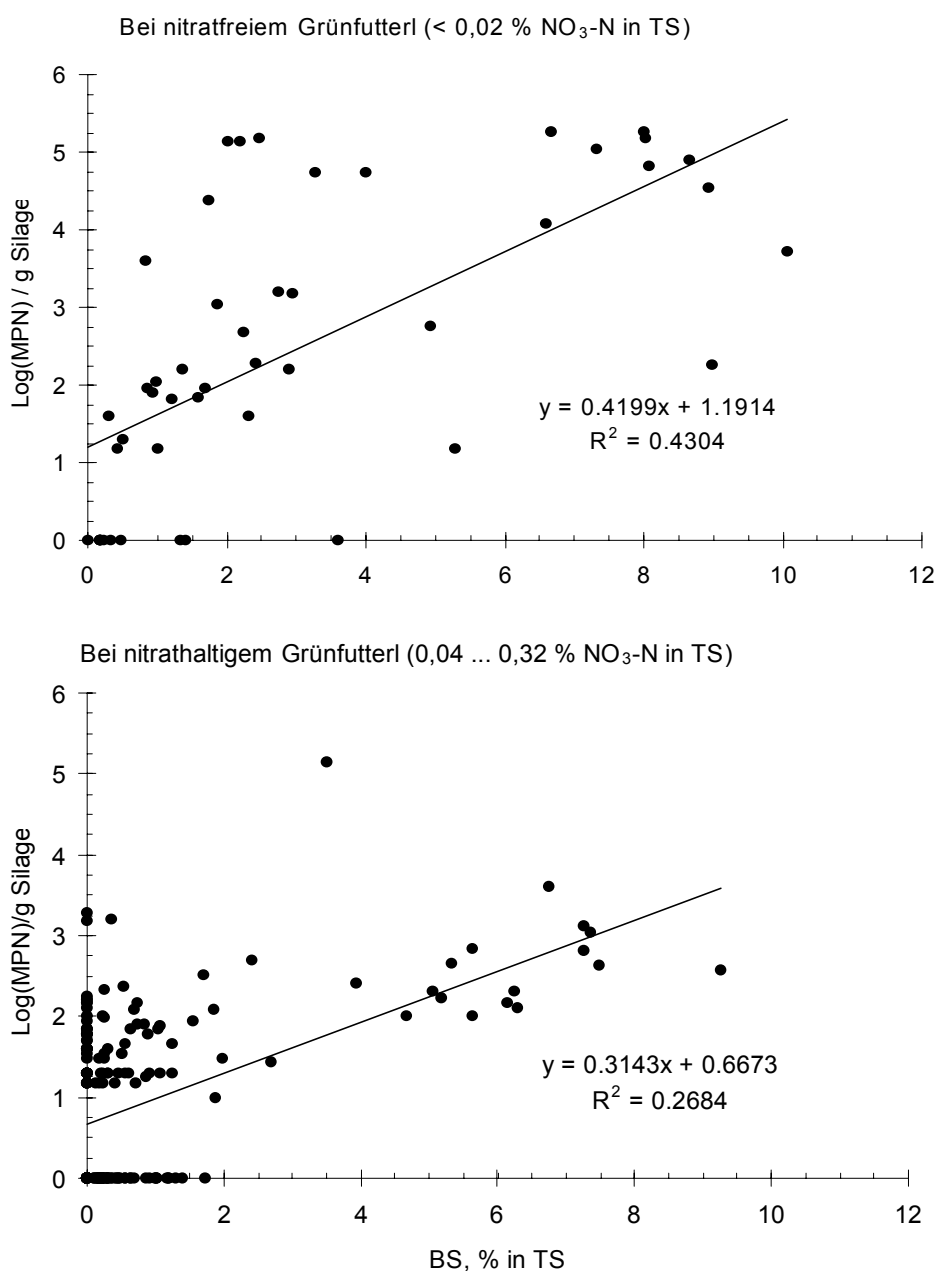 Bei nitratfreiem Grünfutterl (< 0,02 % NO₃-N in TS)
6
5
4
3
2
1
0
Log(MPN) / g Silage
y = 0.4199x + 1.1914
R² = 0.4304
0 2 4 6 8 10 12
Bei nitrathaltigem Grünfutterl (0,04 ... 0,32 % NO₃-N in TS)
6
5
4
3
2
1
0
Log(MPN)/g Silage
y = 0.3143x + 0.6673
R² = 0.2684
0 2 4 6 8 10 12
BS, % in TS